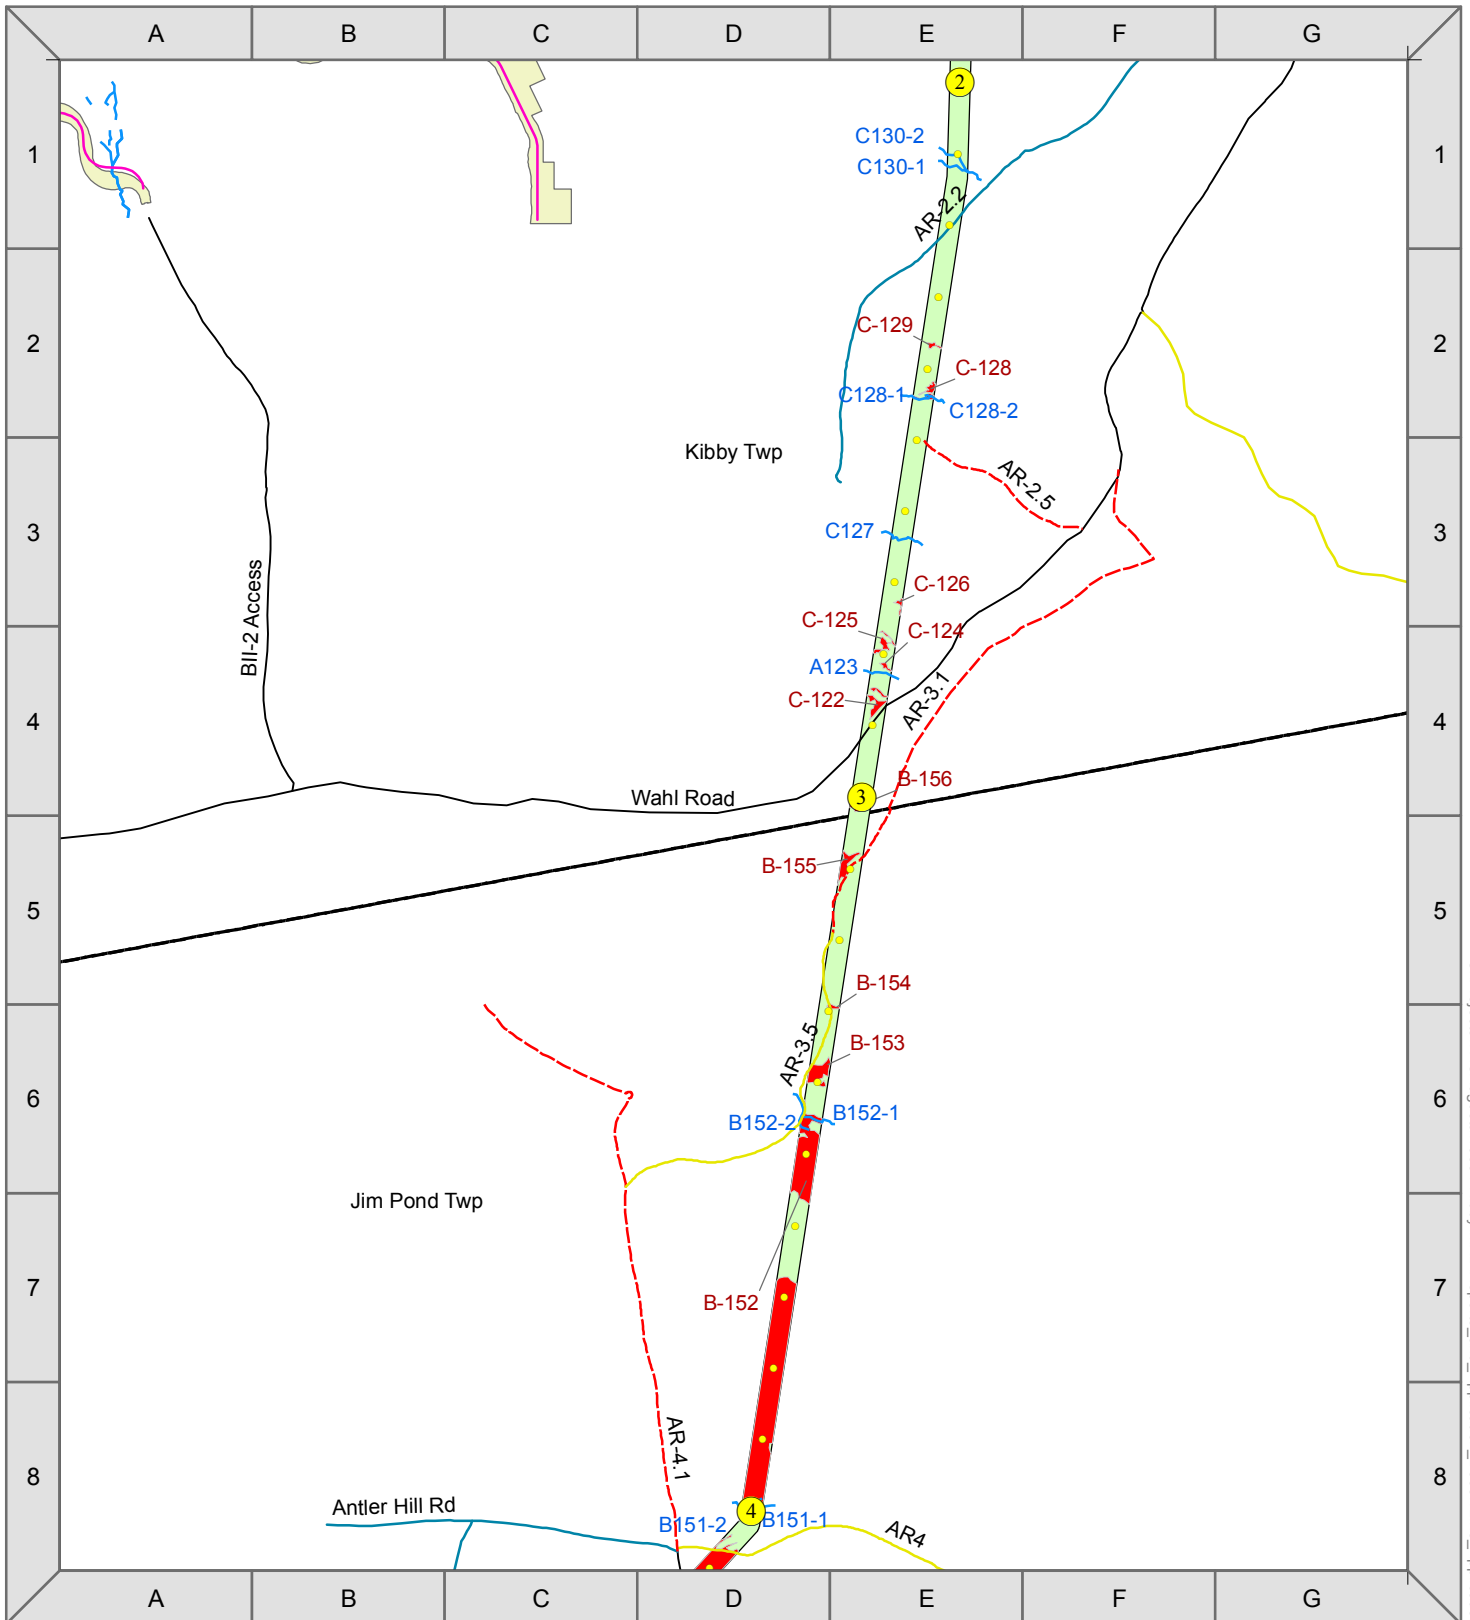 A B C D E F G
2
C130-2
1 1
C130-1
AR-2.2
C-129
2 2
C-128
C128-1
C128-2
Kibby Twp
AR-2.5
C127
3 3
BII-2 Access
C-126
C-125
C-124
A123
AR-3.1
C-122
4 4
B-156
Wahl Road
3
B-155
5 5
B-154
AR-3.5
B-153
6 6
B152-1
B152-2
Jim Pond Twp
7 7
B-152
AR-4.1
8 8
Antler Hill Rd
4
B151-2
B151-1
AR4
A B C D E F G